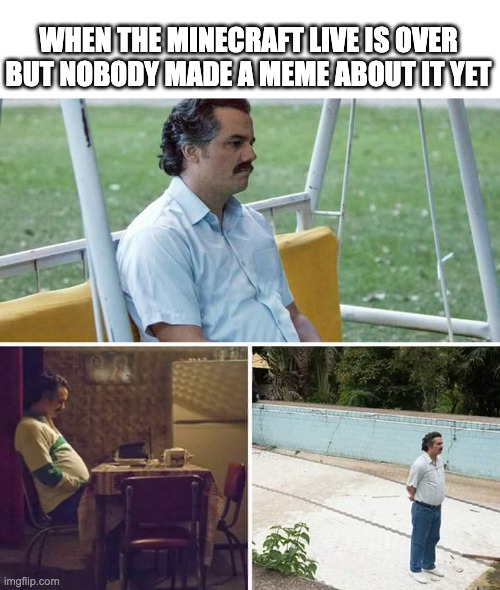 WHEN THE MINECRAFT LIVE IS OVER
BUT NOBODY MADE A MEME ABOUT IT YET
imgflip.com